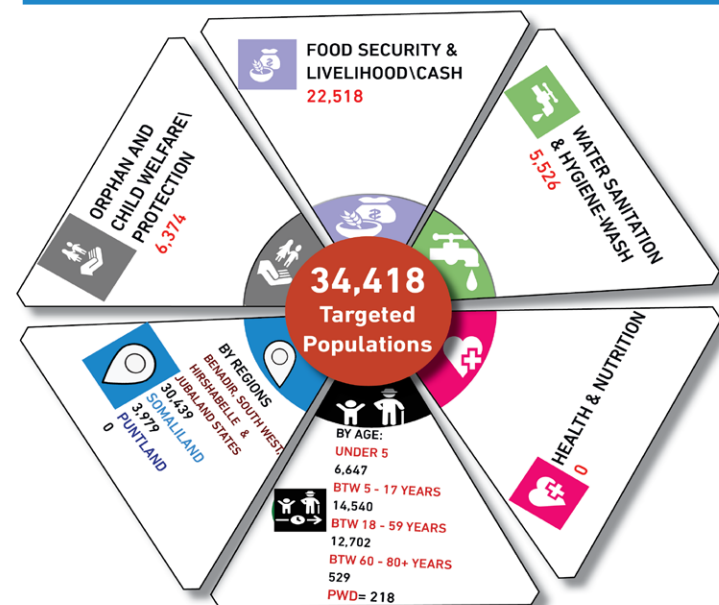 FOOD SECURITY &
LIVELIHOOD\CASH
22,518
WATER SANITATION
& HYGIENE-WASH
5,526
ORPHAN AND
CHILD WELFARE\
PROTECTION
6,374
34,418
Targeted
Populations
BY REGIONS
BENADIR, SOUTH WEST,
HIRSHABELLE &
JUBALAND STATES
30.439
SOMALILAND
3.979
PUNTLAND
0
BY AGE:
UNDER 5
6,647
BTW 5 - 17 YEARS
14,540
BTW 18 - 59 YEARS
12,702
BTW 60 - 80+ YEARS
529
PWD= 218
HEALTH & NUTRITION
0